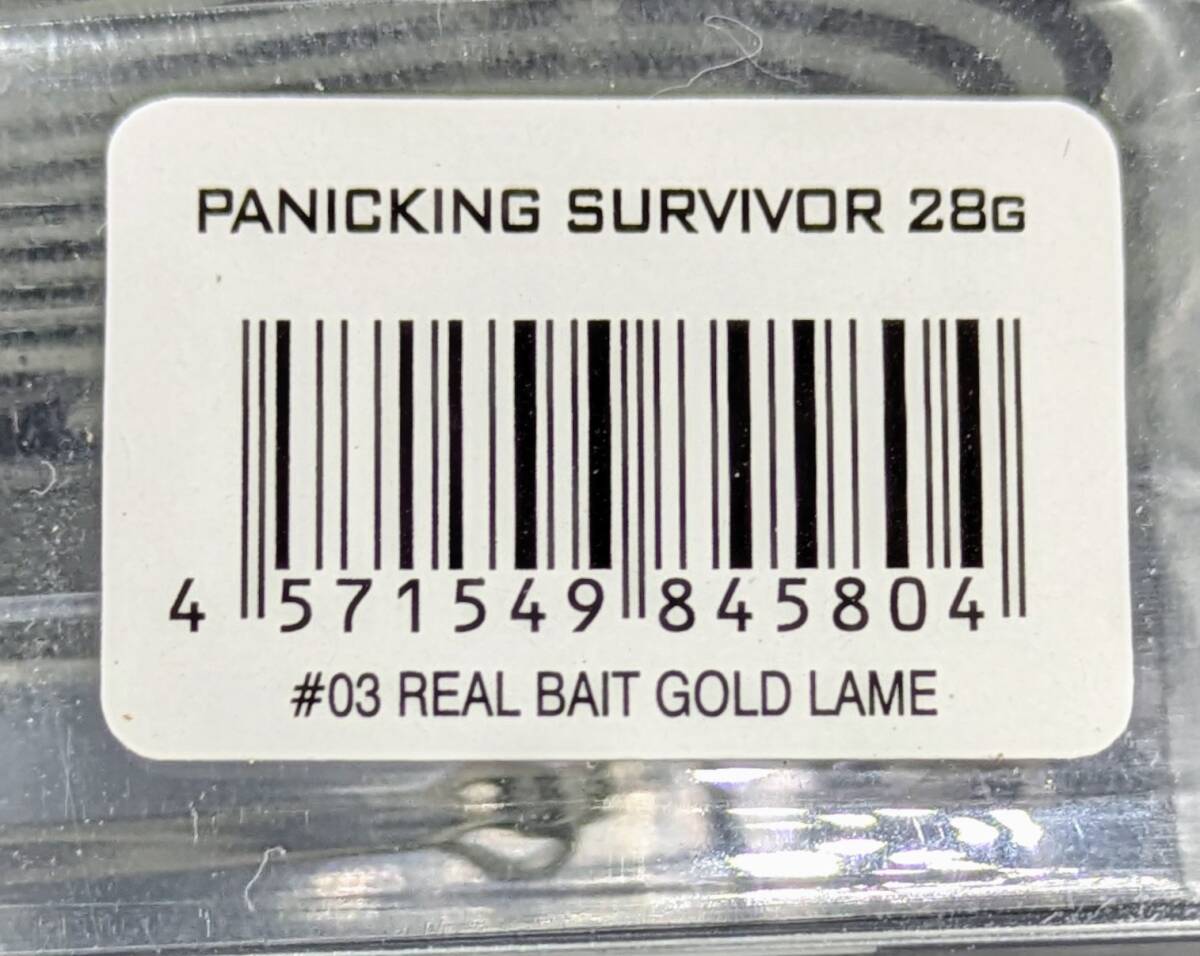 PANICKING SURVIVOR 28G
4 571549 845804
#03 REAL BAIT GOLD LAME